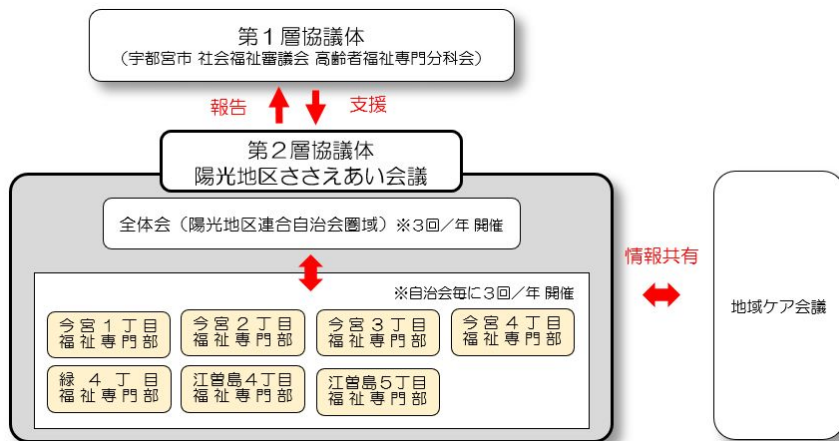 第１層協議体
（宇都宮市 社会福祉審議会 高齢者福祉専門分科会）
報告
支援
第２層協議体
陽光地区ささえあい会議
全体会（陽光地区連合自治会圏域）※３回／年 開催
情報共有
地域ケア会議
※自治会毎に３回／年 開催
今宮１丁目
福祉専門部
今宮２丁目
福祉専門部
今宮３丁目
福祉専門部
今宮４丁目
福祉専門部
緑４丁目
福祉専門部
江曽島４丁目
福祉専門部
江曽島５丁目
福祉専門部